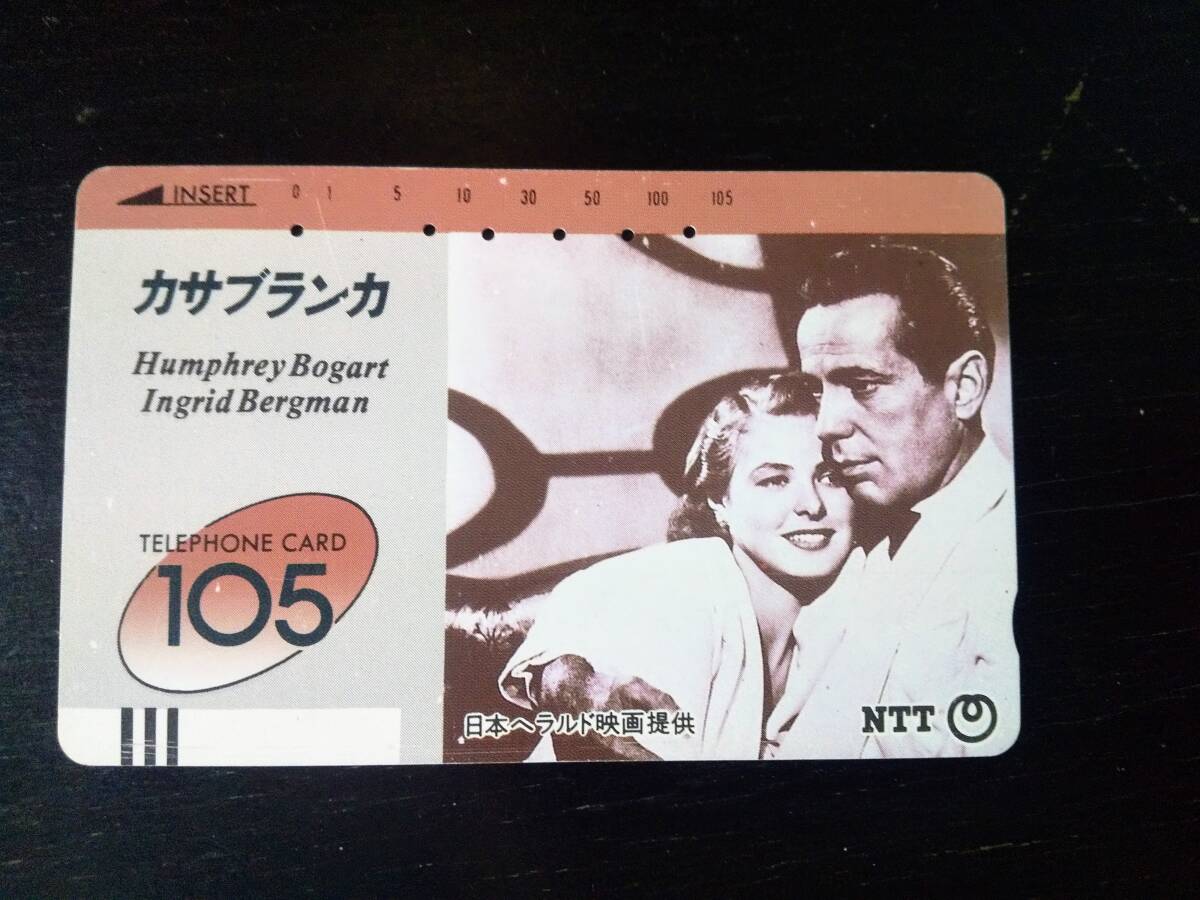 INSERT 0 1 5 10 30 50 100 105
カサブランカ
Humphrey Bogart
Ingrid Bergman
TELEPHONE CARD
105
日本ヘラルド映画提供
NTT